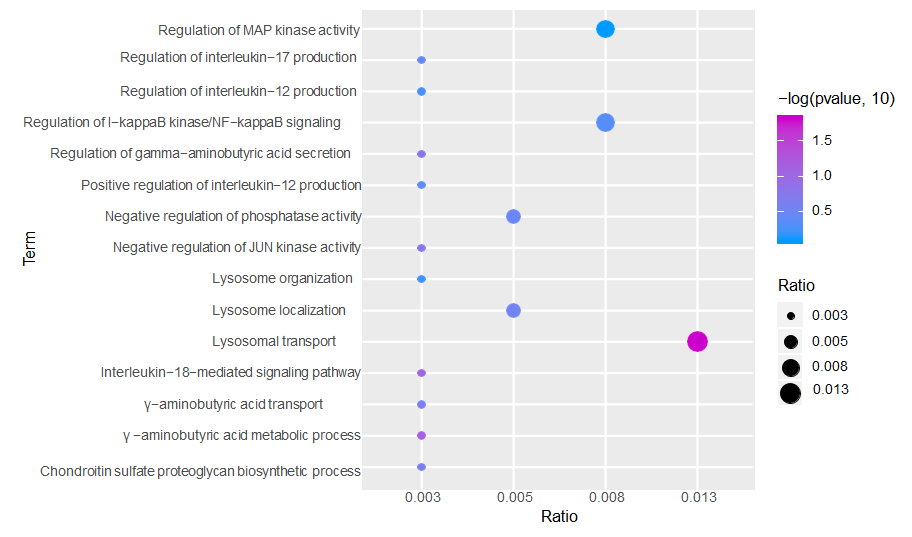 Regulation of MAP kinase activity
Regulation of interleukin−17 production
Regulation of interleukin−12 production
Regulation of I−kappaB kinase/NF−kappaB signaling
Regulation of gamma−aminobutyric acid secretion
Positive regulation of interleukin−12 production
Negative regulation of phosphatase activity
Negative regulation of JUN kinase activity
Lysosome organization
Lysosome localization
Lysosomal transport
Interleukin−18−mediated signaling pathway
γ−aminobutyric acid transport
γ −aminobutyric acid metabolic process
Chondroitin sulfate proteoglycan biosynthetic process
Term
0.003 0.005 0.008 0.013
Ratio
−log(pvalue, 10)
1.5
1.0
0.5
Ratio
0.003
0.005
0.008
0.013